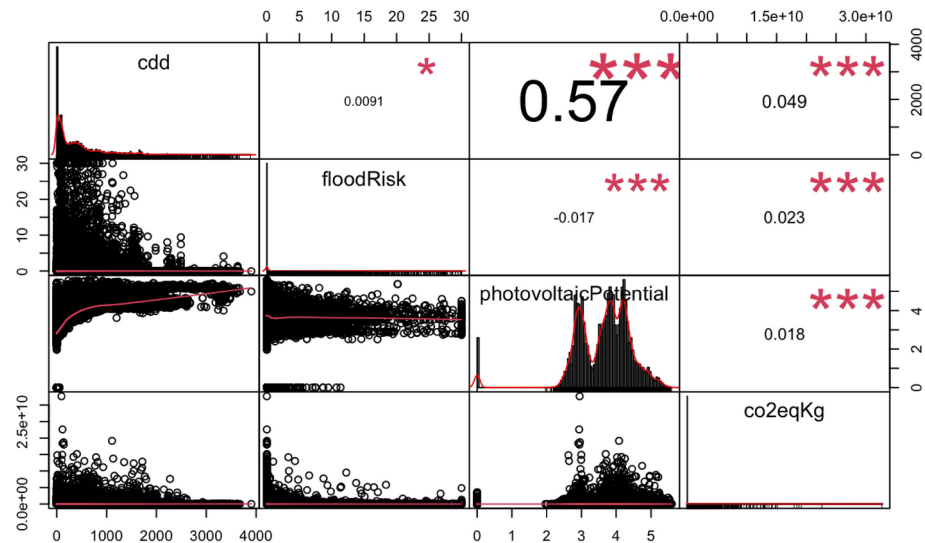 0 5 10 15 20 25 30
0.0e+00 1.5e+10 3.0e+10
cdd
*
0.0091
***
0.57
***
0.049
0 2000 4000
0 10 20 30
floodRisk
***
-0.017
***
0.023
photovoltaicPotential
***
0.018
0 2 4
0.0e+00 2.5e+10
co2eqKg
0 1000 2000 3000 4000
0 1 2 3 4 5